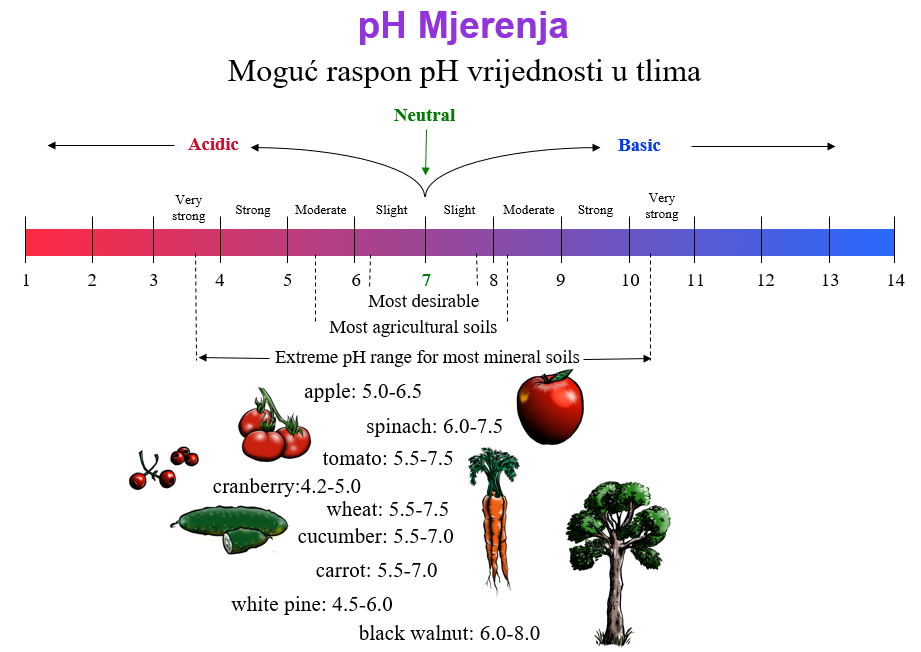 pH Mjerenja
Moguć raspon pH vrijednosti u tlima
Neutral
Acidic
Basic
Very strong
Strong
Moderate
Slight
Slight
Moderate
Strong
Very strong
1 2 3 4 5 6 7 8 9 10 11 12 13 14
Most desirable
Most agricultural soils
Extreme pH range for most mineral soils
apple: 5.0-6.5
spinach: 6.0-7.5
tomato: 5.5-7.5
cranberry:4.2-5.0
wheat: 5.5-7.5
cucumber: 5.5-7.0
carrot: 5.5-7.0
white pine: 4.5-6.0
black walnut: 6.0-8.0